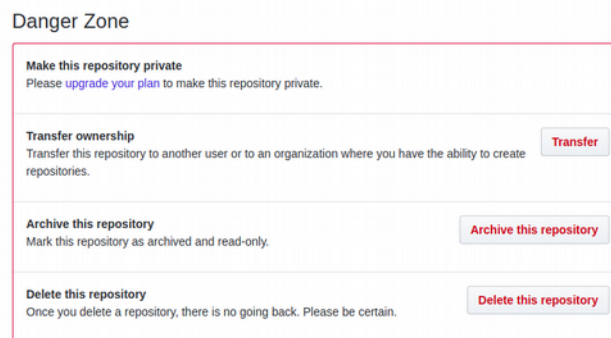 Danger Zone
Make this repository private
Please upgrade your plan to make this repository private.
Transfer ownership
Transfer this repository to another user or to an organization where you have the ability to create
repositories.
Transfer
Archive this repository
Mark this repository as archived and read-only.
Archive this repository
Delete this repository
Once you delete a repository, there is no going back. Please be certain.
Delete this repository